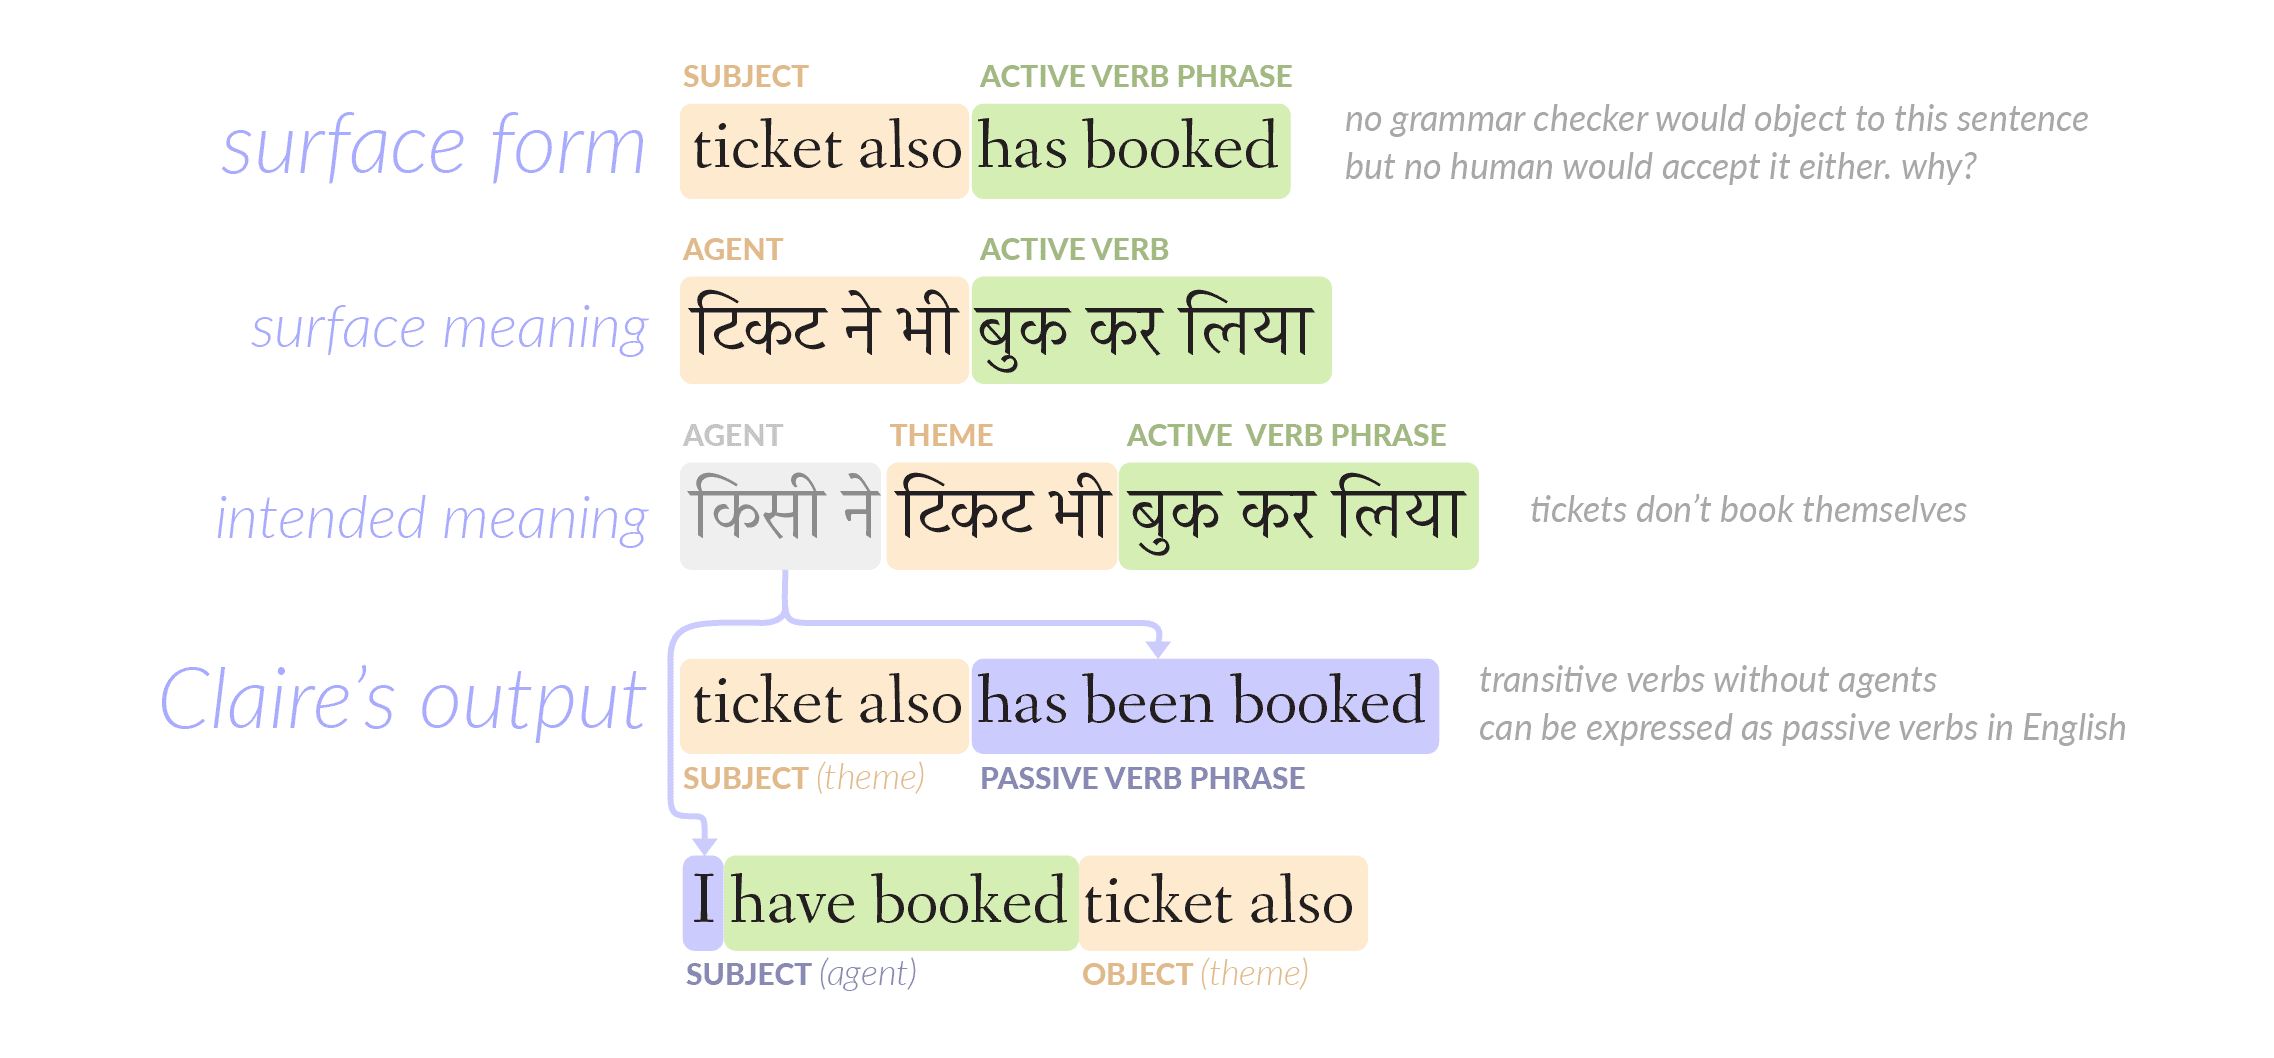 SUBJECT ACTIVE VERB PHRASE
surface form ticket also has booked
no grammar checker would object to this sentence
but no human would accept it either. why?
AGENT ACTIVE VERB
surface meaning टिकट ने भी बुक कर लिया
AGENT THEME ACTIVE VERB PHRASE
intended meaning किसी ने टिकट भी बुक कर लिया tickets don't book themselves
Claire's output ticket also has been booked
transitive verbs without agents
can be expressed as passive verbs in English
SUBJECT (theme) PASSIVE VERB PHRASE
I have booked ticket also
SUBJECT (agent) OBJECT (theme)